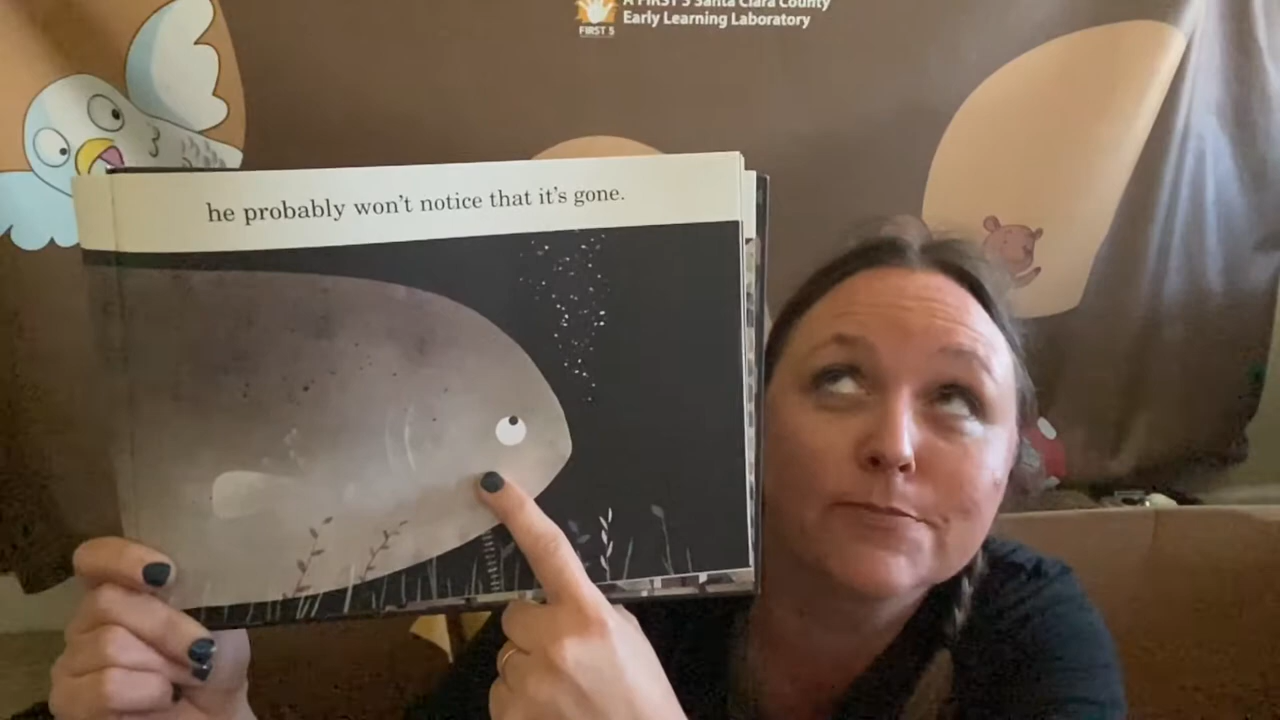 A FIRST 5 Santa Clara County
Early Learning Laboratory
FIRST 5
he probably won't notice that it's gone.